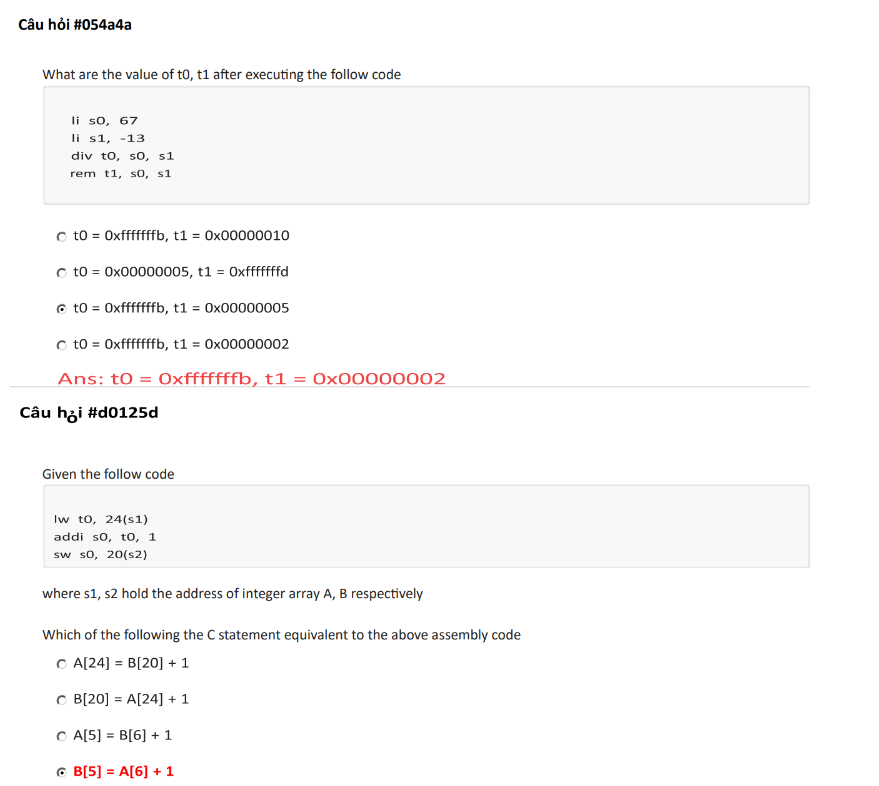 Câu hỏi #054a4a
What are the value of t0, t1 after executing the follow code
li s0, 67
li s1, -13
div t0, s0, s1
rem t1, s0, s1
t0 = 0xfffffffb, t1 = 0x00000010
t0 = 0x00000005, t1 = 0xfffffffd
t0 = 0xfffffffb, t1 = 0x00000005
t0 = 0xfffffffb, t1 = 0x00000002
Ans: t0 = 0xfffffffb, t1 = 0x00000002
Câu hỏi #d0125d
Given the follow code
lw t0, 24(s1)
addi s0, t0, 1
sw s0, 20(s2)
where s1, s2 hold the address of integer array A, B respectively
Which of the following the C statement equivalent to the above assembly code
A[24] = B[20] + 1
B[20] = A[24] + 1
A[5] = B[6] + 1
B[5] = A[6] + 1